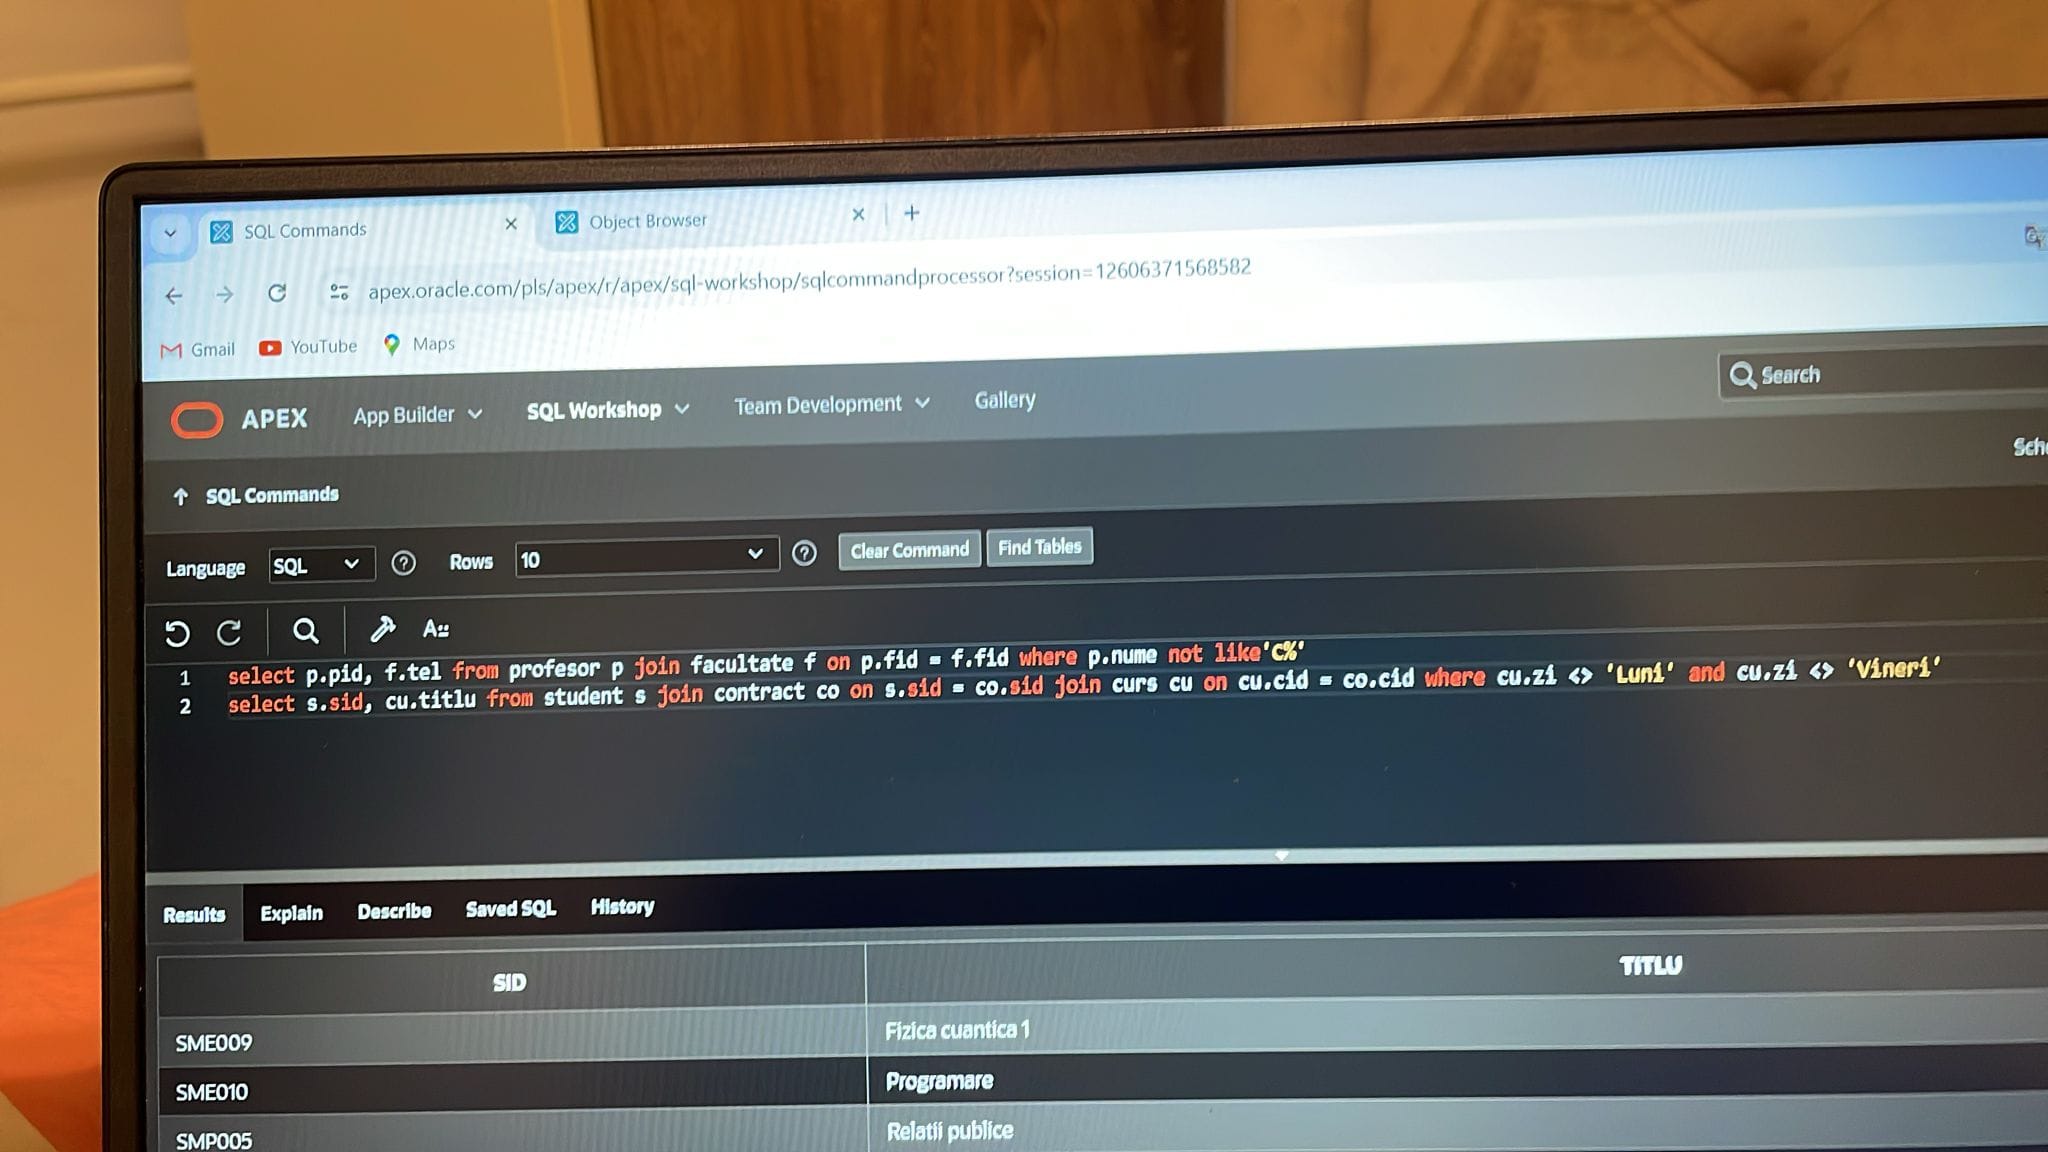 SQL Commands
Object Browser
apex.oracle.com/pls/apex/r/apex/sql-workshop/sqlcommandprocessor?session=12606371568582
Gmail YouTube Maps
APEX App Builder SQL Workshop Team Development Gallery Search
SQL Commands
Language SQL Rows 10 Clear Command Find Tables
1 select p.pid, f.tel from profesor p join facultate f on p.fid = f.fid where p.nume not like'C%'
2 select s.sid, cu.titlu from student s join contract co on s.sid = co.sid join curs cu on cu.cid = co.cid where cu.zi <> 'Luni' and cu.zi <> 'Vineri'
Results Explain Describe Saved SQL History
SID TITLU
SME009 Fizica cuantica 1
SME010 Programare
SMP005 Relatii publice